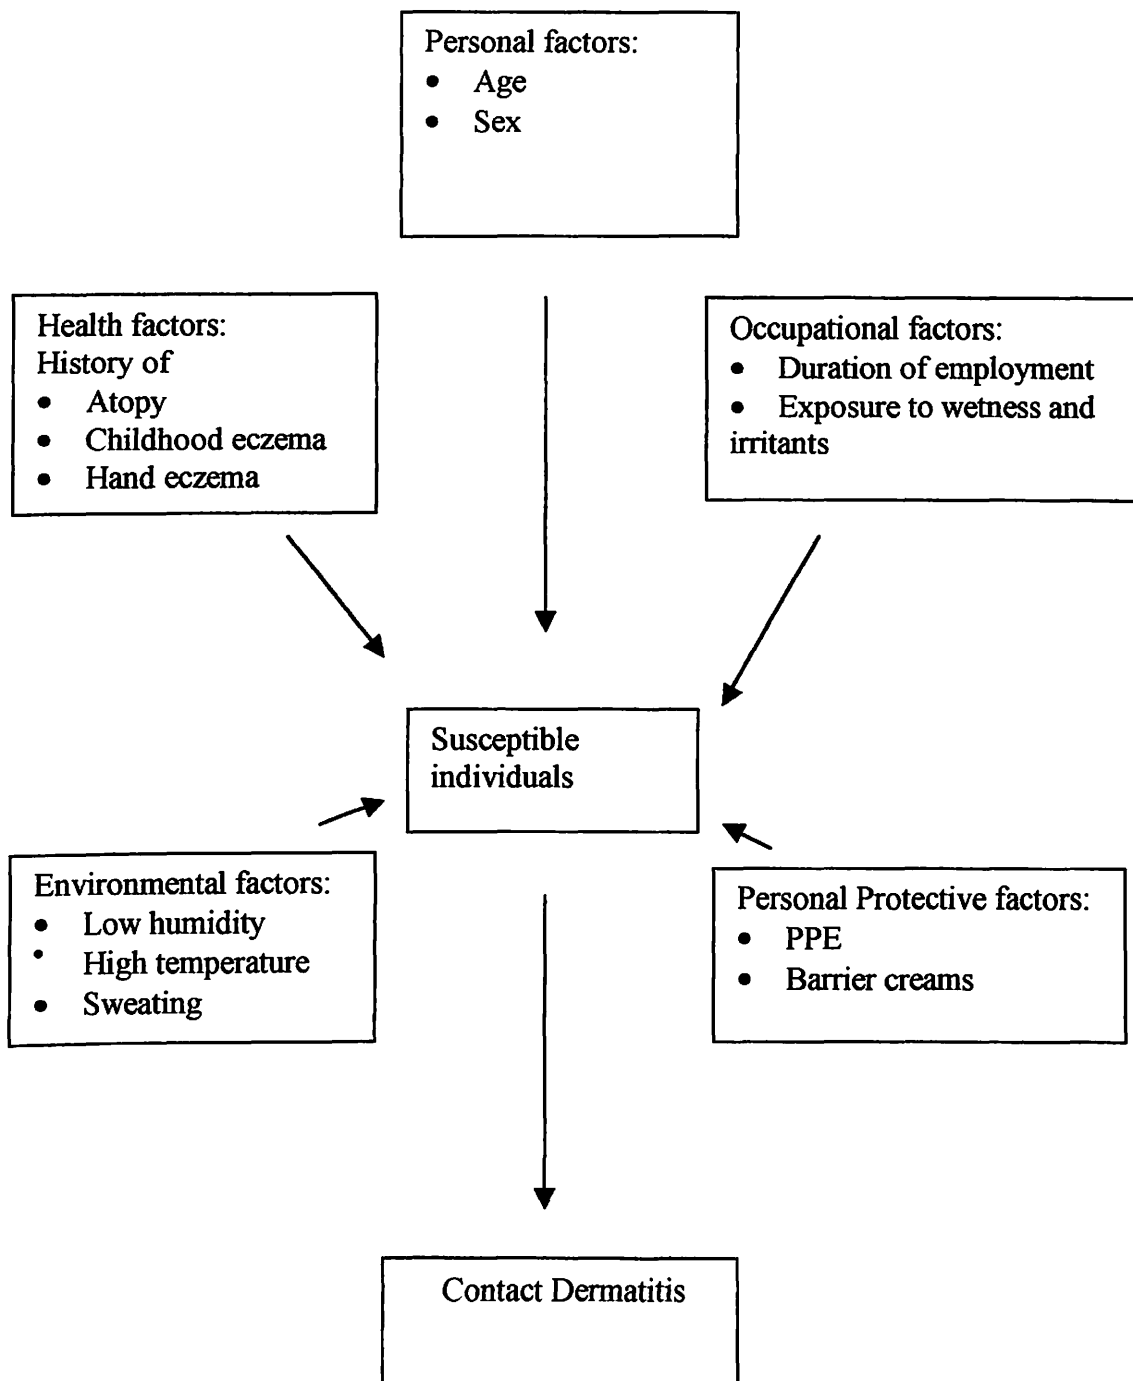 Personal factors:
• Age
• Sex
Health factors:
History of
• Atopy
• Childhood eczema
• Hand eczema
Occupational factors:
• Duration of employment
• Exposure to wetness and
irritants
Susceptible
individuals
Environmental factors:
• Low humidity
• High temperature
• Sweating
Personal Protective factors:
• PPE
• Barrier creams
Contact Dermatitis